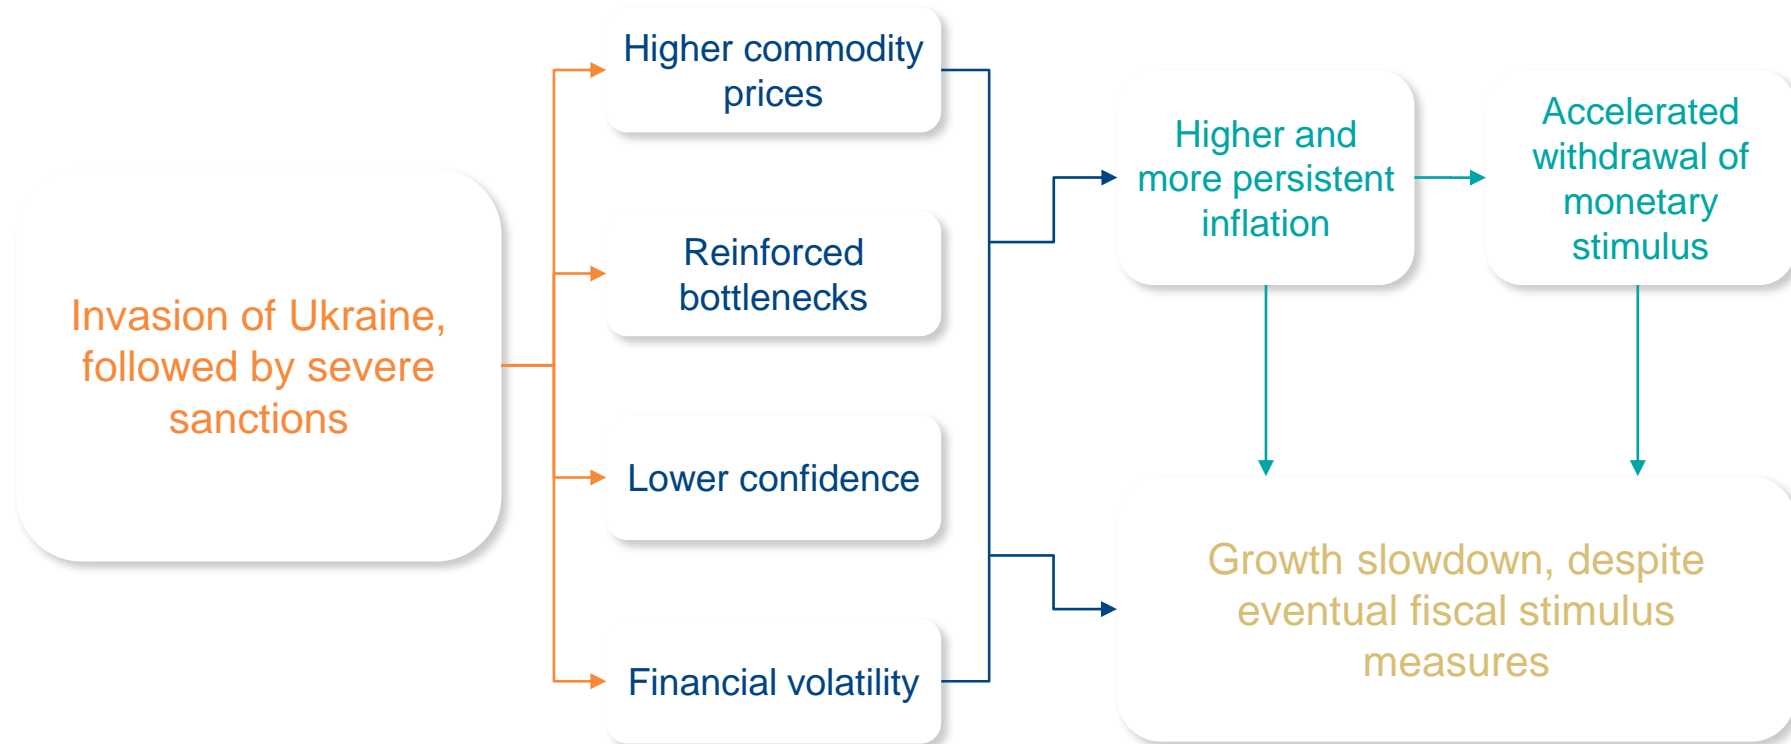 Invasion of Ukraine,
followed by severe
sanctions
Higher commodity
prices
Reinforced
bottlenecks
Lower confidence
Financial volatility
Higher and
more persistent
inflation
Accelerated
withdrawal of
monetary
stimulus
Growth slowdown, despite
eventual fiscal stimulus
measures